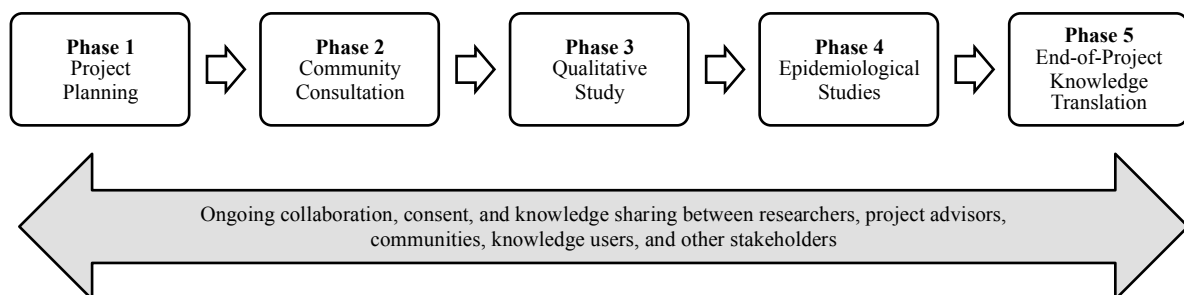 Phase 1
Project
Planning
Phase 2
Community
Consultation
Phase 3
Qualitative
Study
Phase 4
Epidemiological
Studies
Phase 5
End-of-Project
Knowledge
Translation
Ongoing collaboration, consent, and knowledge sharing between researchers, project advisors,
communities, knowledge users, and other stakeholders